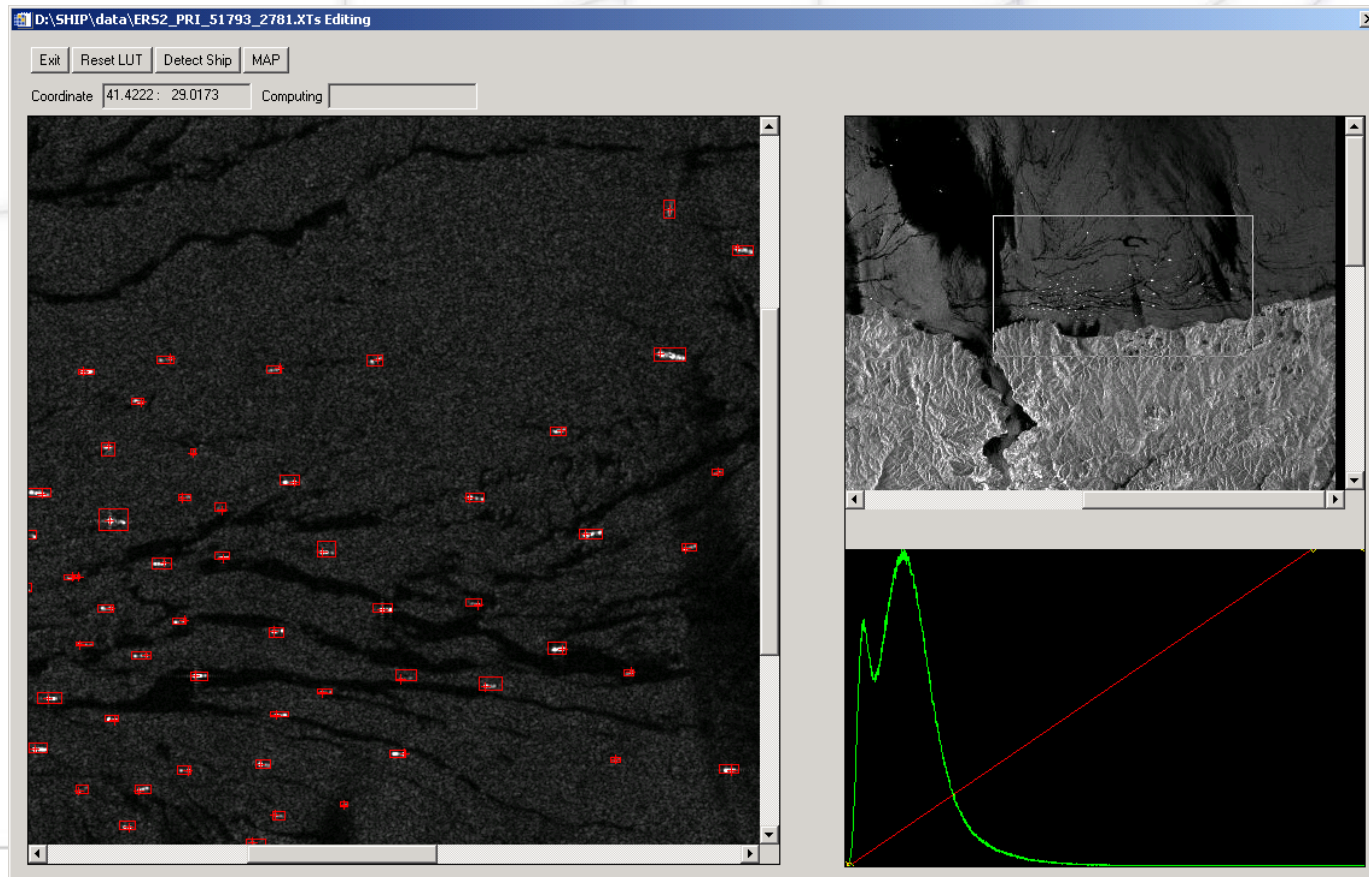 D:\SHIP\data\ERS2_PRI_51793_2781.XTs Editing
Exit Reset LUT Detect Ship MAP
Coordinate 41.4222 : 29.0173 Computing